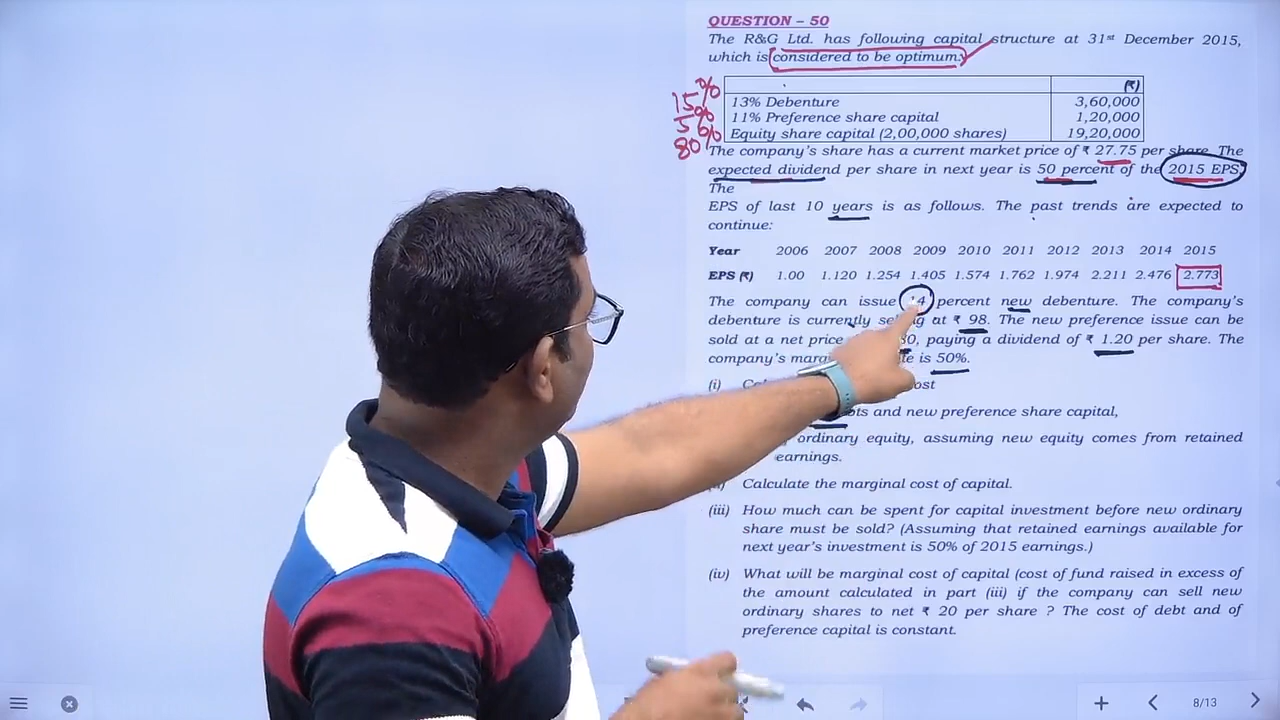 QUESTION – 50
The R&G Ltd. has following capital structure at 31st December 2015,
which is considered to be optimum.
(₹)
15% 13% Debenture 3,60,000
5% 11% Preference share capital 1,20,000
80% Equity share capital (2,00,000 shares) 19,20,000
The company's share has a current market price of ₹ 27.75 per share. The
expected dividend per share in next year is 50 percent of the 2015 EPS.
The
EPS of last 10 years is as follows. The past trends are expected to
continue:
Year 2006 2007 2008 2009 2010 2011 2012 2013 2014 2015
EPS (₹) 1.00 1.120 1.254 1.405 1.574 1.762 1.974 2.211 2.476 2.773
The company can issue percent new debenture. The company's
debenture is currently at ₹ 98. The new preference issue can be
sold at a net price paying a dividend of ₹ 1.20 per share. The
company's is 50%.
(i)
and new preference share capital,
ordinary equity, assuming new equity comes from retained
earnings.
Calculate the marginal cost of capital.
(iii) How much can be spent for capital investment before new ordinary
share must be sold? (Assuming that retained earnings available for
next year's investment is 50% of 2015 earnings.)
(iv) What will be marginal cost of capital (cost of fund raised in excess of
the amount calculated in part (iii) if the company can sell new
ordinary shares to net ₹ 20 per share ? The cost of debt and of
preference capital is constant.
8/13